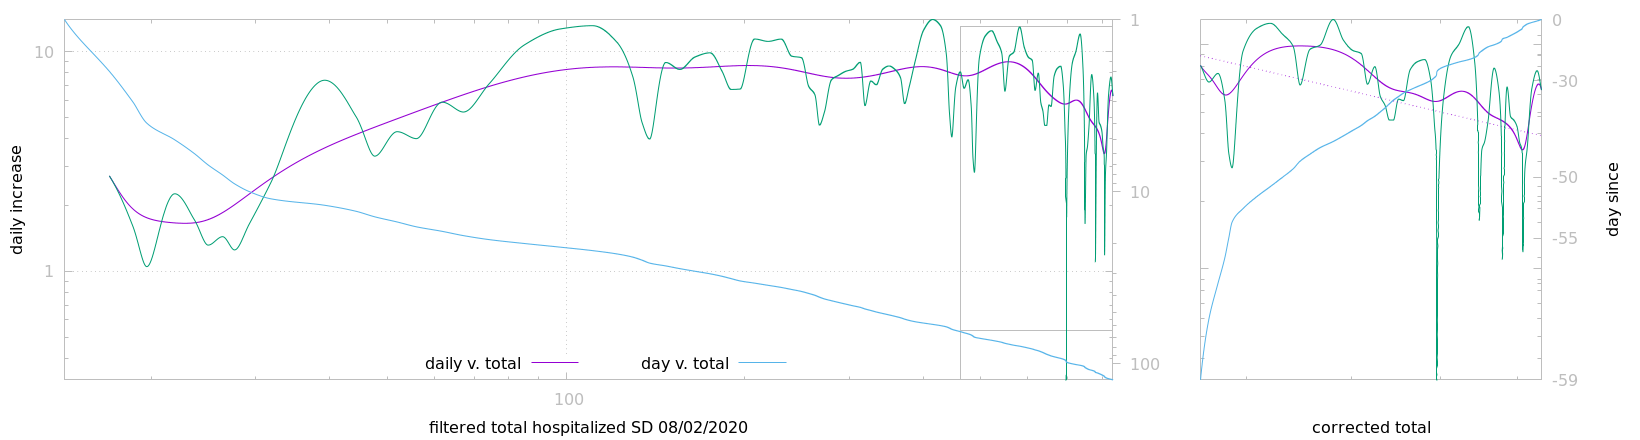 daily increase
10
1
daily v. total
day v. total
100
filtered total hospitalized SD 08/02/2020
1
10
100
corrected total
0
-30
-50
-55
-59
day since